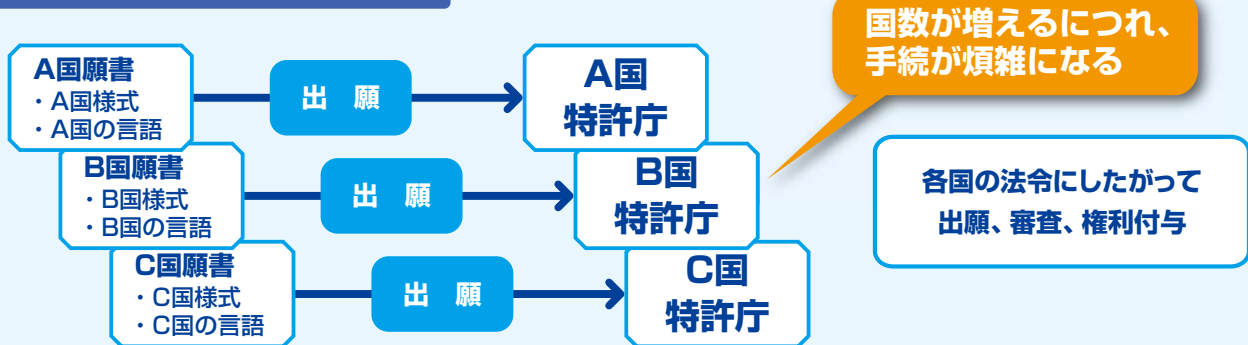 国数が増えるにつれ、
手続が煩雑になる
A国願書
・A国様式
・A国の言語
出 願
A国
特許庁
B国願書
・B国様式
・B国の言語
出 願
B国
特許庁
各国の法令にしたがって
出願、審査、権利付与
C国願書
・C国様式
・C国の言語
出 願
C国
特許庁